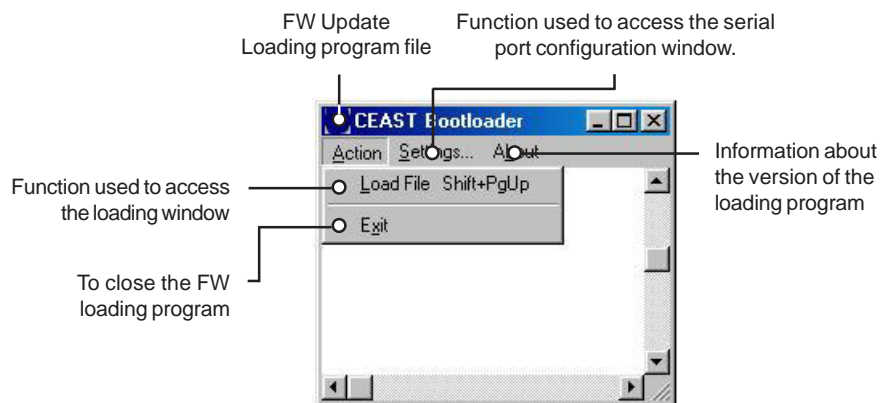 FW Update
Loading program file
Function used to access the serial
port configuration window.
CEAST Bootloader
Action Settings... About
Load File Shift+PgUp
Exit
Function used to access
the loading window
To close the FW
loading program
Information about
the version of the
loading program